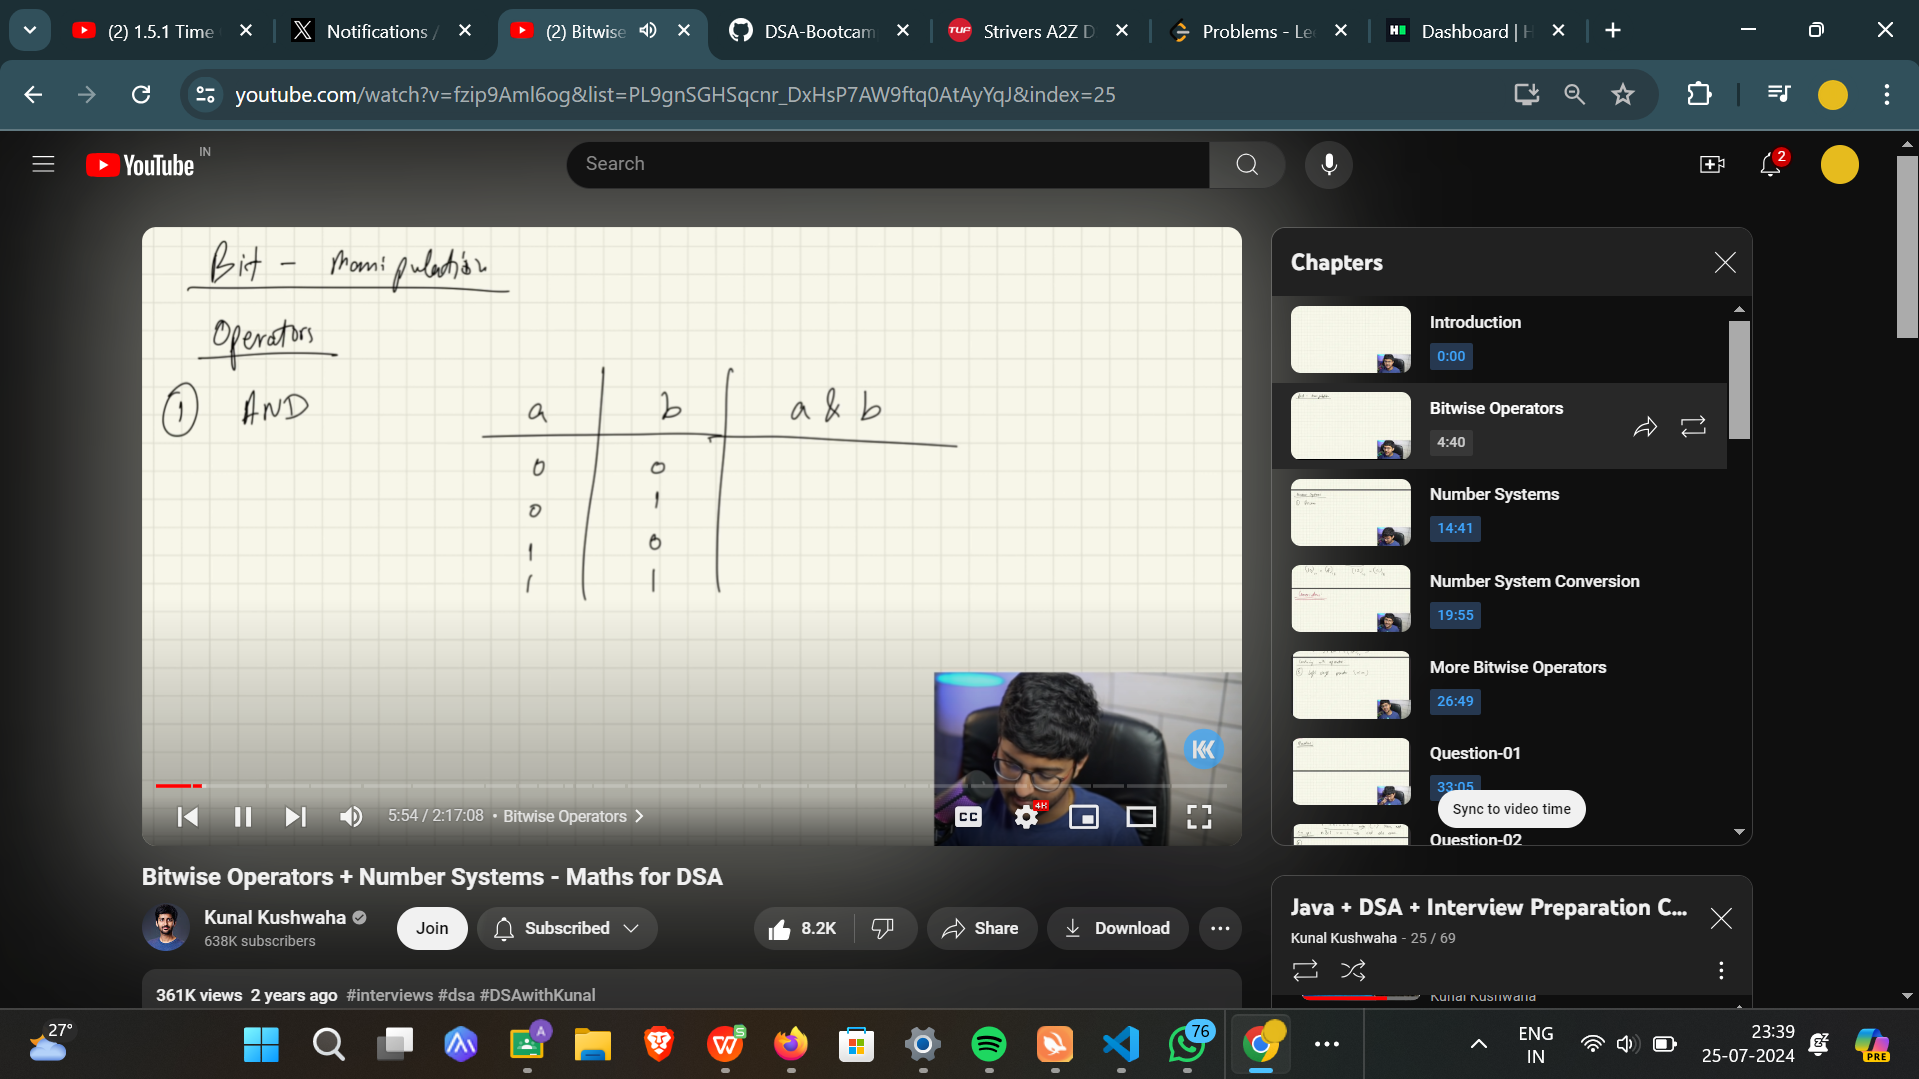 (2) 1.5.1 Time
Notifications /
(2) Bitwise
DSA-Bootcam
Strivers A2Z D
Problems - Le
Dashboard | H
youtube.com/watch?v=fzip9Aml6og&list=PL9gnSGHSqcnr_DxHsP7AW9ftq0AtAyYqJ&index=25
YouTube IN
Search
2
Bit - Manipulation
Operators
1 AND
a b a & b
0 0
0 1
1 0
1 1
5:54 / 2:17:08 • Bitwise Operators
CC
4K
Chapters
Introduction
0:00
Bitwise Operators
4:40
Number Systems
14:41
Number System Conversion
19:55
More Bitwise Operators
26:49
Question-01
33:05
Sync to video time
Question-02
Bitwise Operators + Number Systems - Maths for DSA
Kunal Kushwaha
638K subscribers
Join
Subscribed
8.2K
Share
Download
361K views 2 years ago #interviews #dsa #DSAwithKunal
Java + DSA + Interview Preparation C...
Kunal Kushwaha - 25 / 69
Kunal Kushwaha
27°
A
S
76
ENG
IN
23:39
25-07-2024
PRE